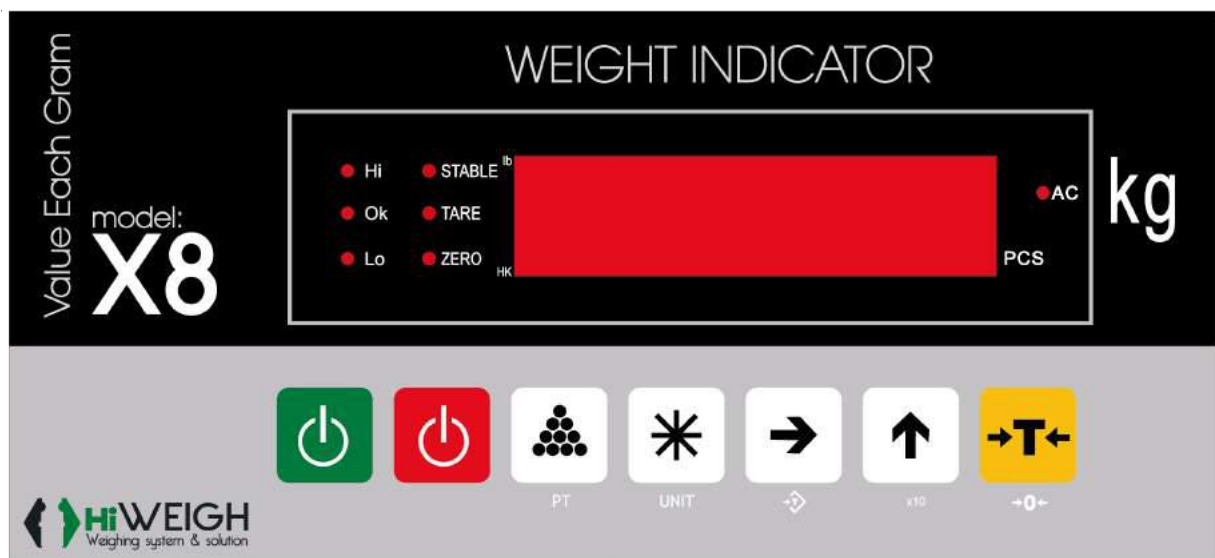 Value Each Gram
model:
X8
WEIGHT INDICATOR
Hi
STABLE
lb
Ok
TARE
Lo
ZERO
HK
AC
PCS
kg
→T←
PT
UNIT
→T←
x10
→0←
HiWEIGH
Weighing system & solution